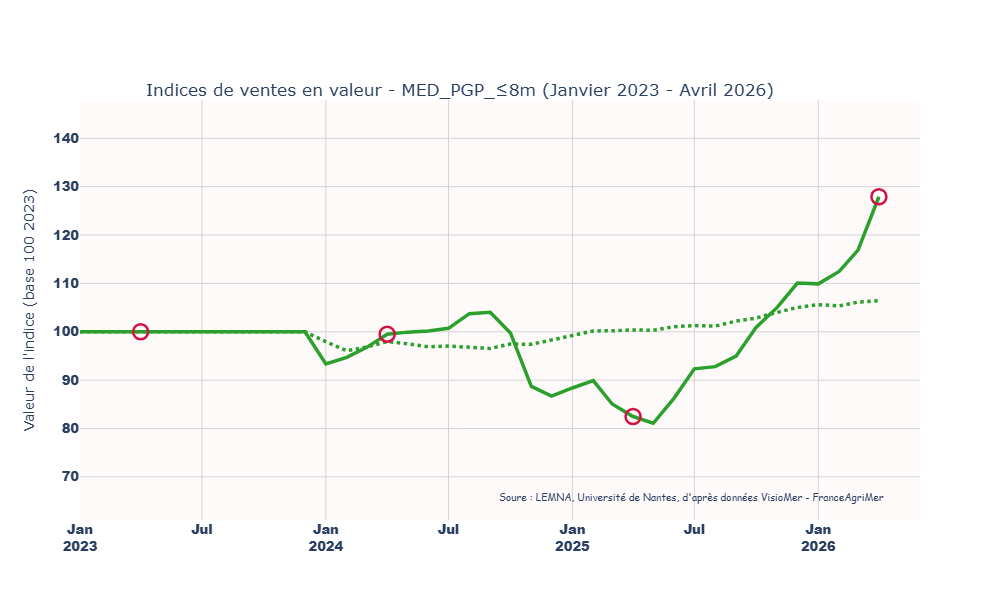 Indices de ventes en valeur - MED_PGP_≤8m (Janvier 2023 - Avril 2026)
Valeur de l'indice (base 100 2023)
140
130
120
110
100
90
80
70
Soure : LEMNA, Université de Nantes, d'après données VisioMer - FranceAgriMer
Jan Jul Jan Jul Jan Jul Jan
2023 2024 2025 2026